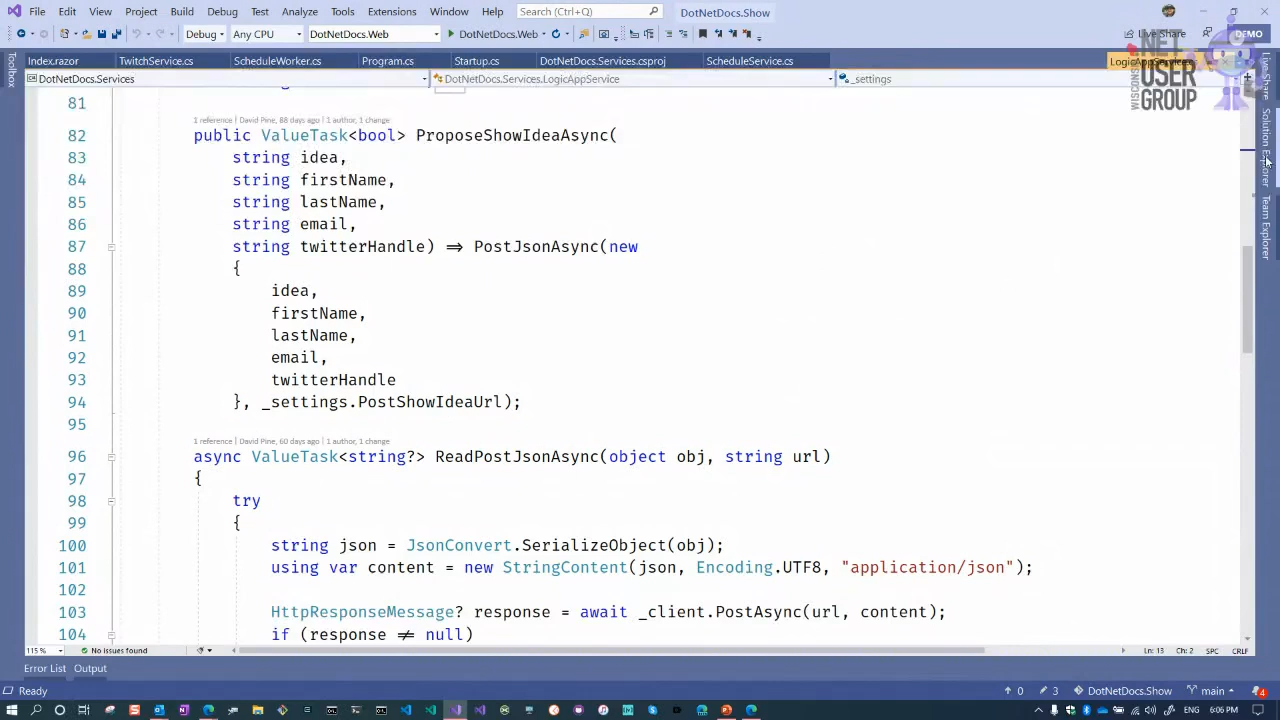 File Edit View Git Project Build Debug Test Analyze Tools Extensions Window Help Search (Ctrl+Q) DotNetDocs.Show
Debug Any CPU DotNetDocs.Web DotNetDocs.Web Live Share DEMO
Index.razor TwitchService.cs ScheduleWorker.cs Program.cs Startup.cs DotNetDocs.csproj ScheduleService.cs LogicAppService.cs
DotNetDocs.Services DotNetDocs.Services.LogicAppService _settings
.NET
USER
GROUP
WISCONSIN
Toolbox
Live Share
Solution Explorer
Team Explorer
81
1 reference | David Pine, 88 days ago | 1 author, 1 change
82 public ValueTask<bool> ProposeShowIdeaAsync(
83 string idea,
84 string firstName,
85 string lastName,
86 string email,
87 string twitterHandle) => PostJsonAsync(new
88 {
89 idea,
90 firstName,
91 lastName,
92 email,
93 twitterHandle
94 }, _settings.PostShowIdeaUrl);
95
1 reference | David Pine, 60 days ago | 1 author, 1 change
96 async ValueTask<string?> ReadPostJsonAsync(object obj, string url)
97 {
98 try
99 {
100 string json = JsonConvert.SerializeObject(obj);
101 using var content = new StringContent(json, Encoding.UTF8, "application/json");
102
103 HttpResponseMessage? response = await _client.PostAsync(url, content);
104 if (response != null)
115 % No issues found Ln: 13 Ch: 2 SPC CRLF
Error List Output
Ready 0 3 DotNetDocs.Show main 4
6:06 PM